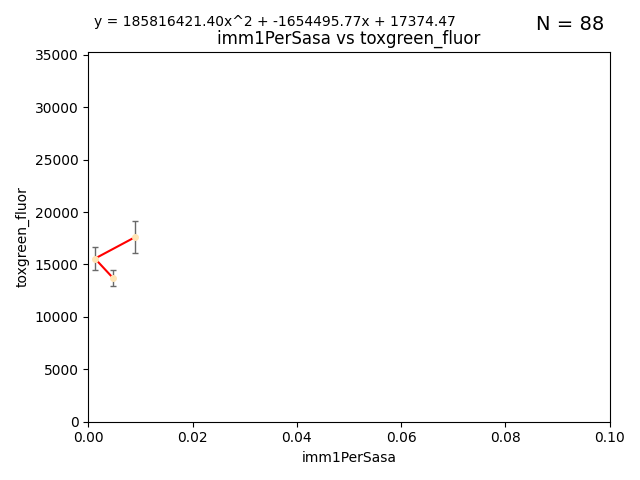 y = 185816421.40x^2 + -1654495.77x + 17374.47
N = 88
imm1PerSasa vs toxgreen_fluor
35000
30000
25000
20000
15000
10000
5000
0
toxgreen_fluor
0.00 0.02 0.04 0.06 0.08 0.10
imm1PerSasa